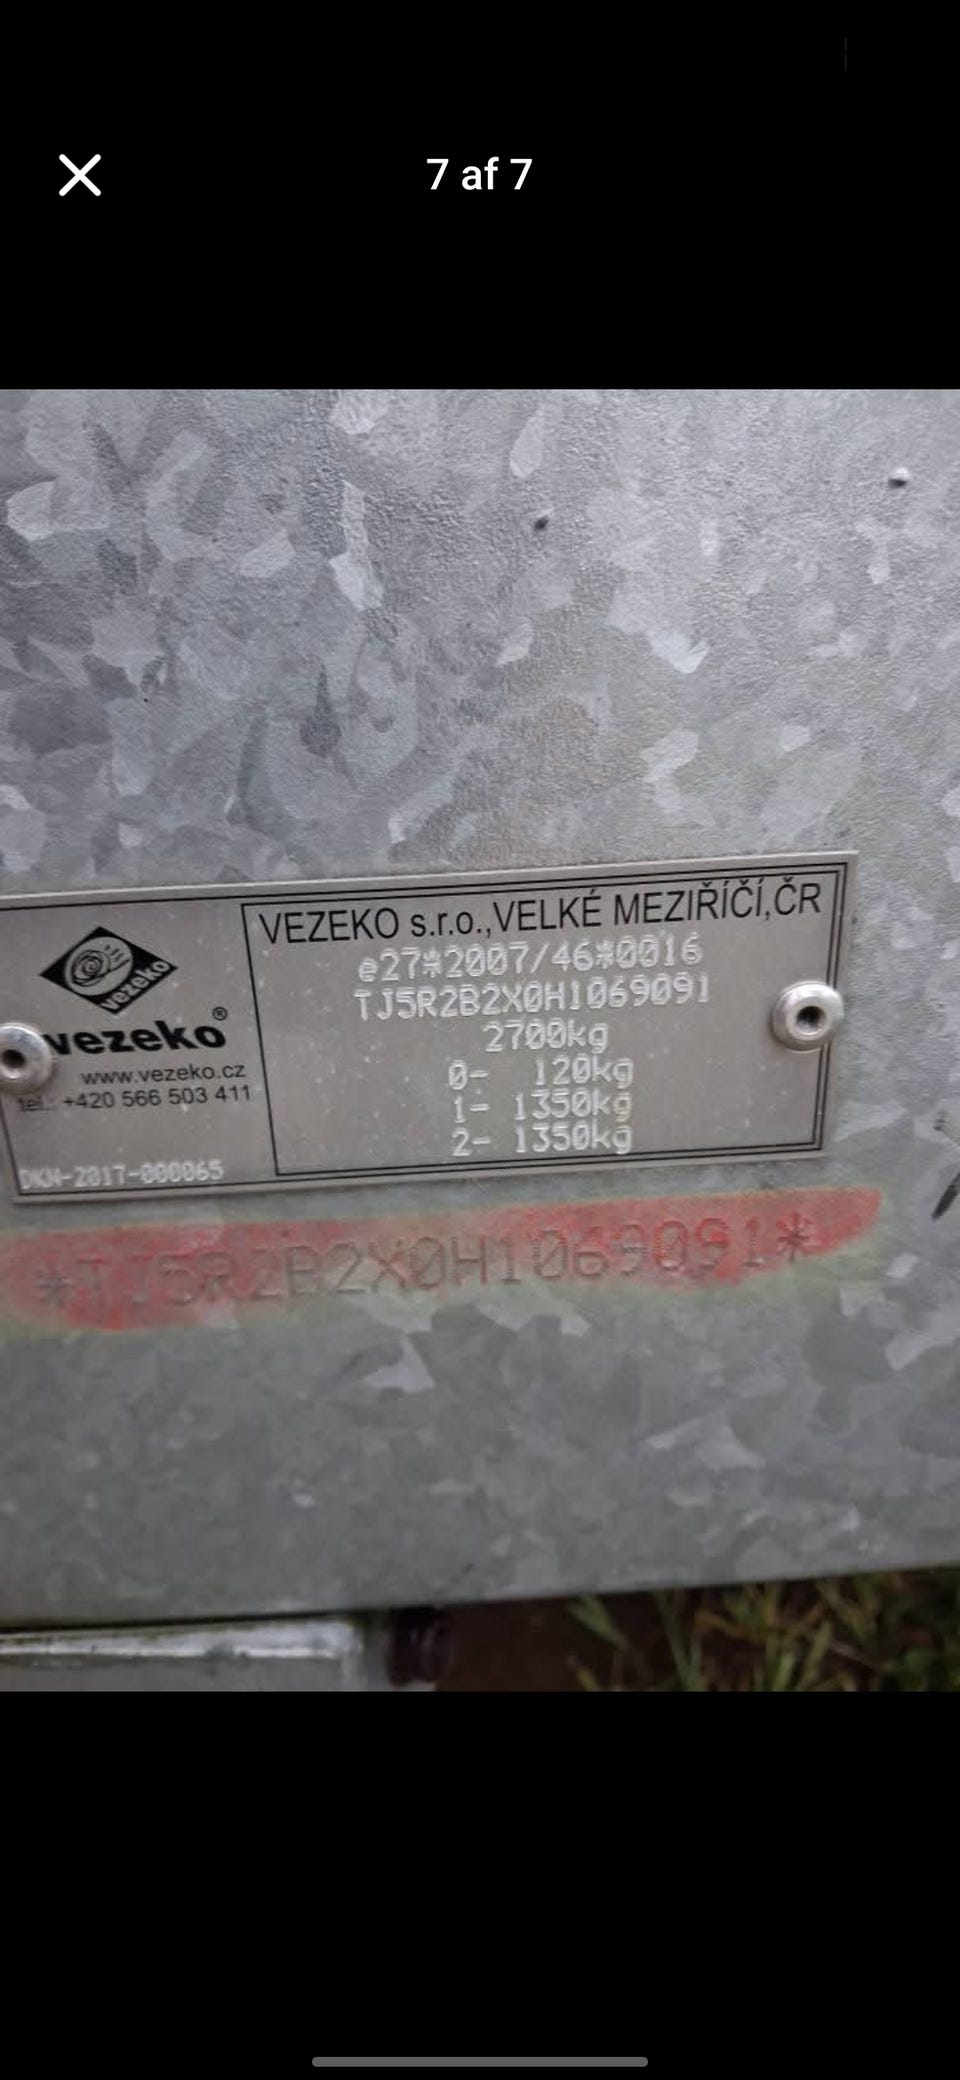 7 af 7
VEZEKO s.r.o.,VELKÉ MEZIŘÍČÍ,ČR
e27*2007/46*0016
TJ5R2B2X0H1069091
2700kg
0- 120kg
1- 1350kg
2- 1350kg
vezeko
vezeko®
www.vezeko.cz
tel.: +420 566 503 411
DKW-2017-000065
*TJ5R2B2X0H1069091*